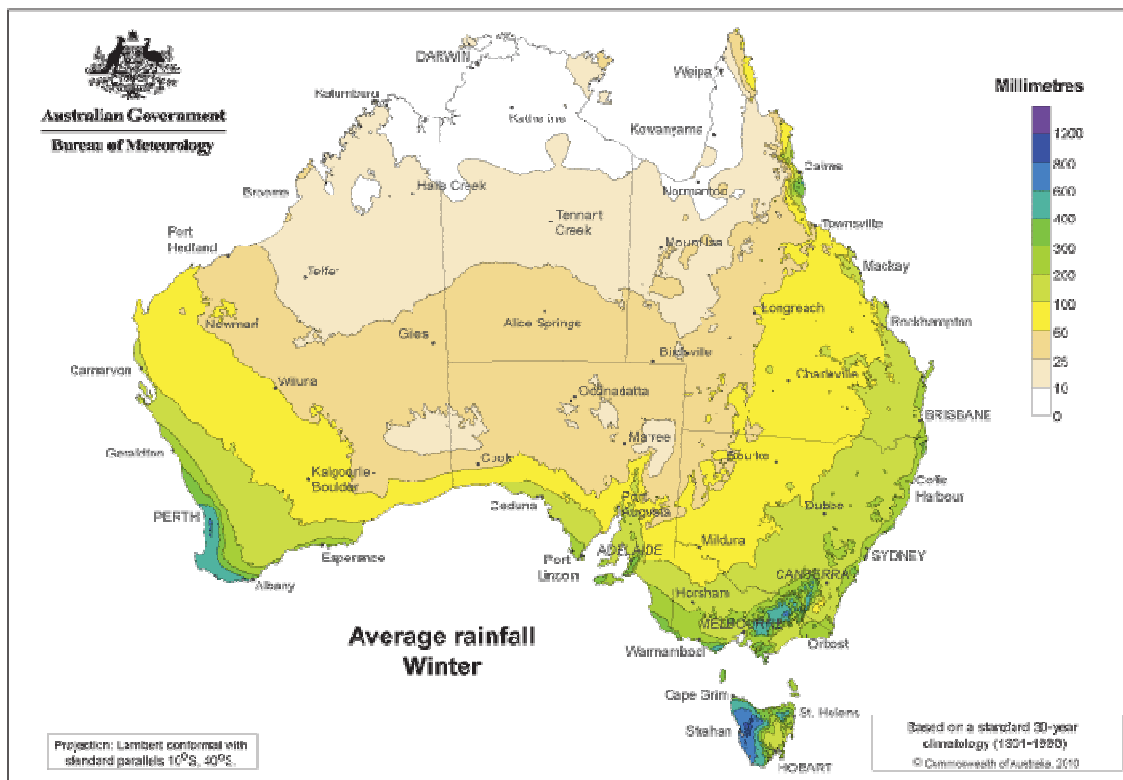 Australian Government
Bureau of Meteorology
DARWIN
Weipa
Kalumburu
Katherine
Kowanyama
Millimetres
1200
800
600
400
300
200
100
50
25
10
0
Cairns
Broome
Halls Creek
Normanton
Tennant
Creek
Townsville
Port
Hedland
Mount Isa
Mackay
Telfer
Longreach
Newman
Giles
Alice Springs
Rockhampton
Birdsville
Carnarvon
Wiluna
Charleville
Oodnadatta
BRISBANE
Marree
Geraldton
Cook
Bourke
Kalgoorlie-
Boulder
Coffs
Harbour
PERTH
Ceduna
Port
Augusta
Dubbo
Mildura
Esperance
ADELAIDE
SYDNEY
Port
Lincoln
CANBERRA
Albany
Horsham
MELBOURNE
Average rainfall
Winter
Warrnambool
Orbost
Cape Grim
St. Helens
Strahan
HOBART
Projection: Lambert conformal with
standard parallels 10°S, 40°S.
Based on a standard 30-year
climatology (1961-1990)
© Commonwealth of Australia, 2010